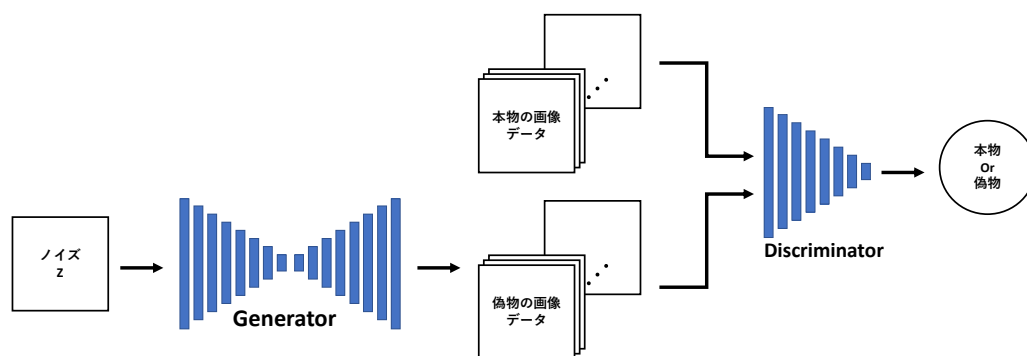 本物の画像
データ
本物
Or
偽物
Discriminator
ノイズ
z
Generator
偽物の画像
データ